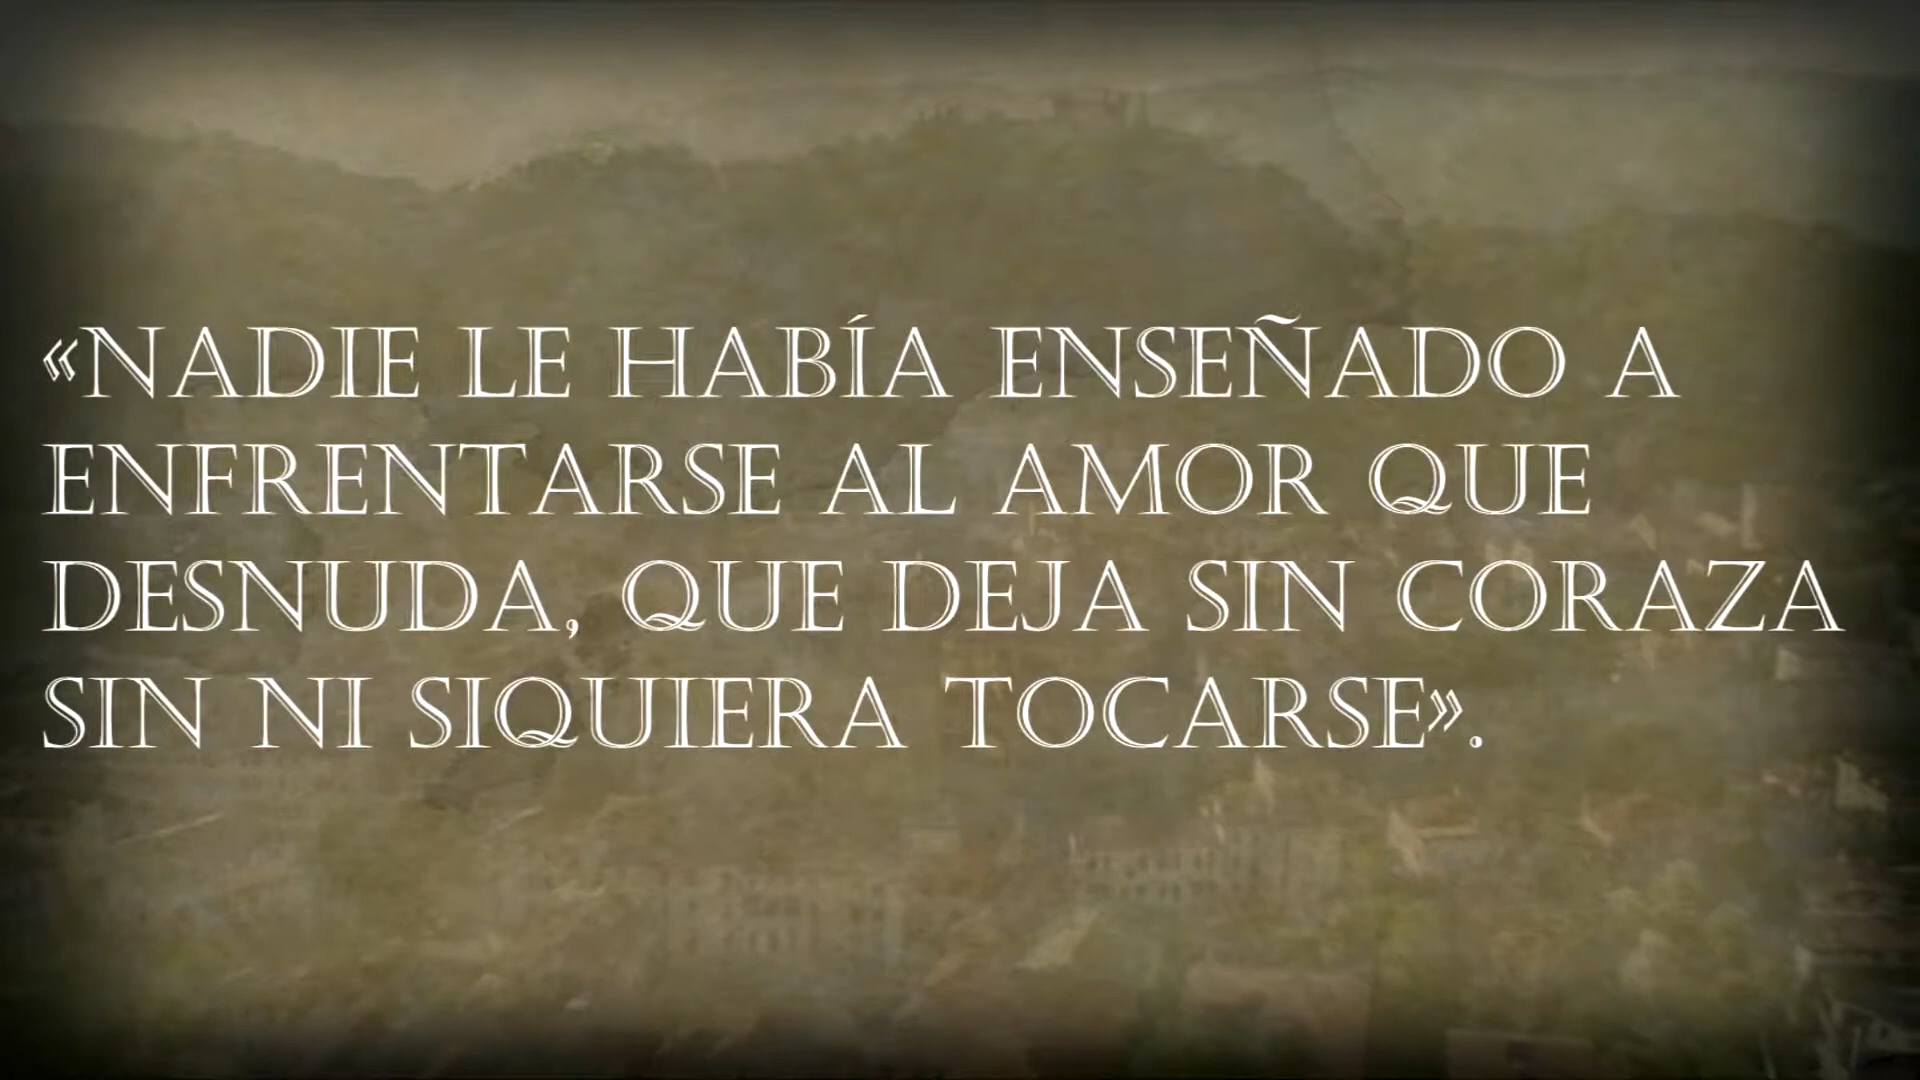 «NADIE LE HABÍA ENSEÑADO A
ENFRENTARSE AL AMOR QUE
DESNUDA, QUE DEJA SIN CORAZA
SIN NI SIQUIERA TOCARSE».